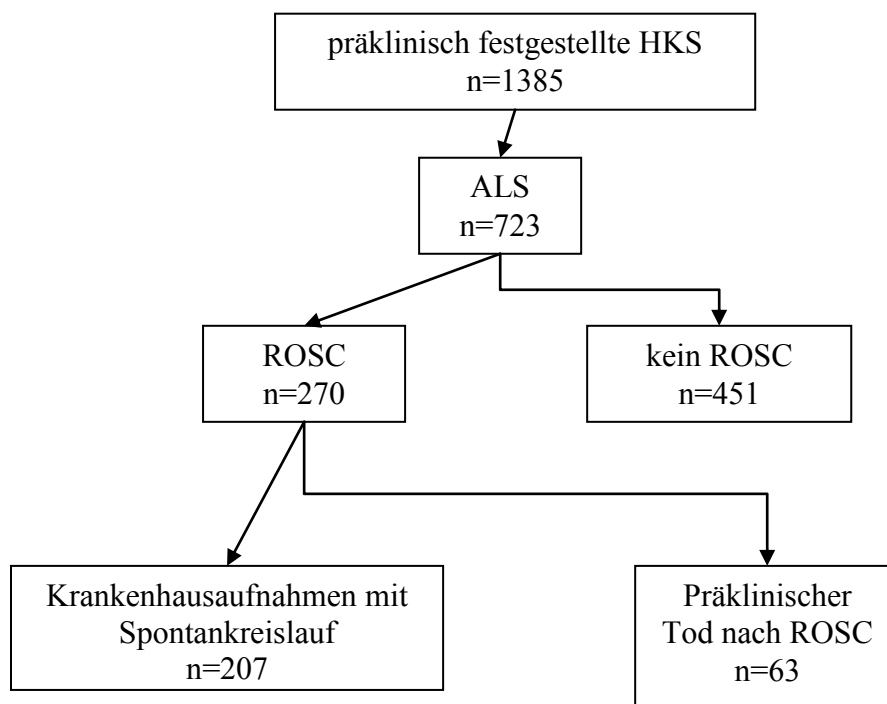 präklinisch festgestellte HKS
n=1385
ALS
n=723
ROSC
n=270
kein ROSC
n=451
Krankenhausaufnahmen mit
Spontankreislauf
n=207
Präklinischer
Tod nach ROSC
n=63